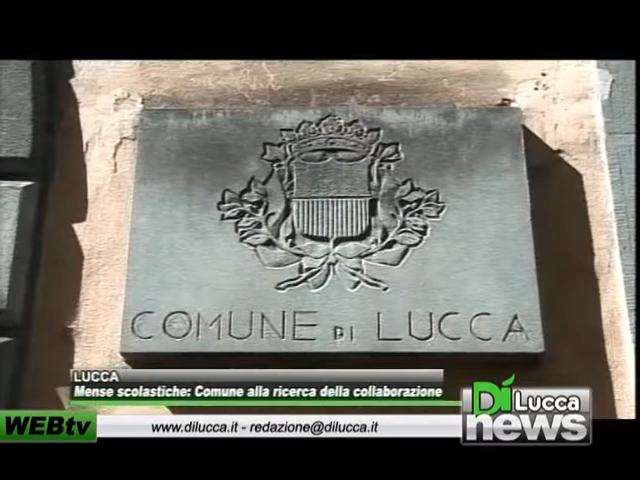 COMUNE DI LUCCA
LUCCA
Mense scolastiche: Comune alla ricerca della collaborazione
WEBtv
www.dilucca.it - redazione@dilucca.it
Dì Lucca
news